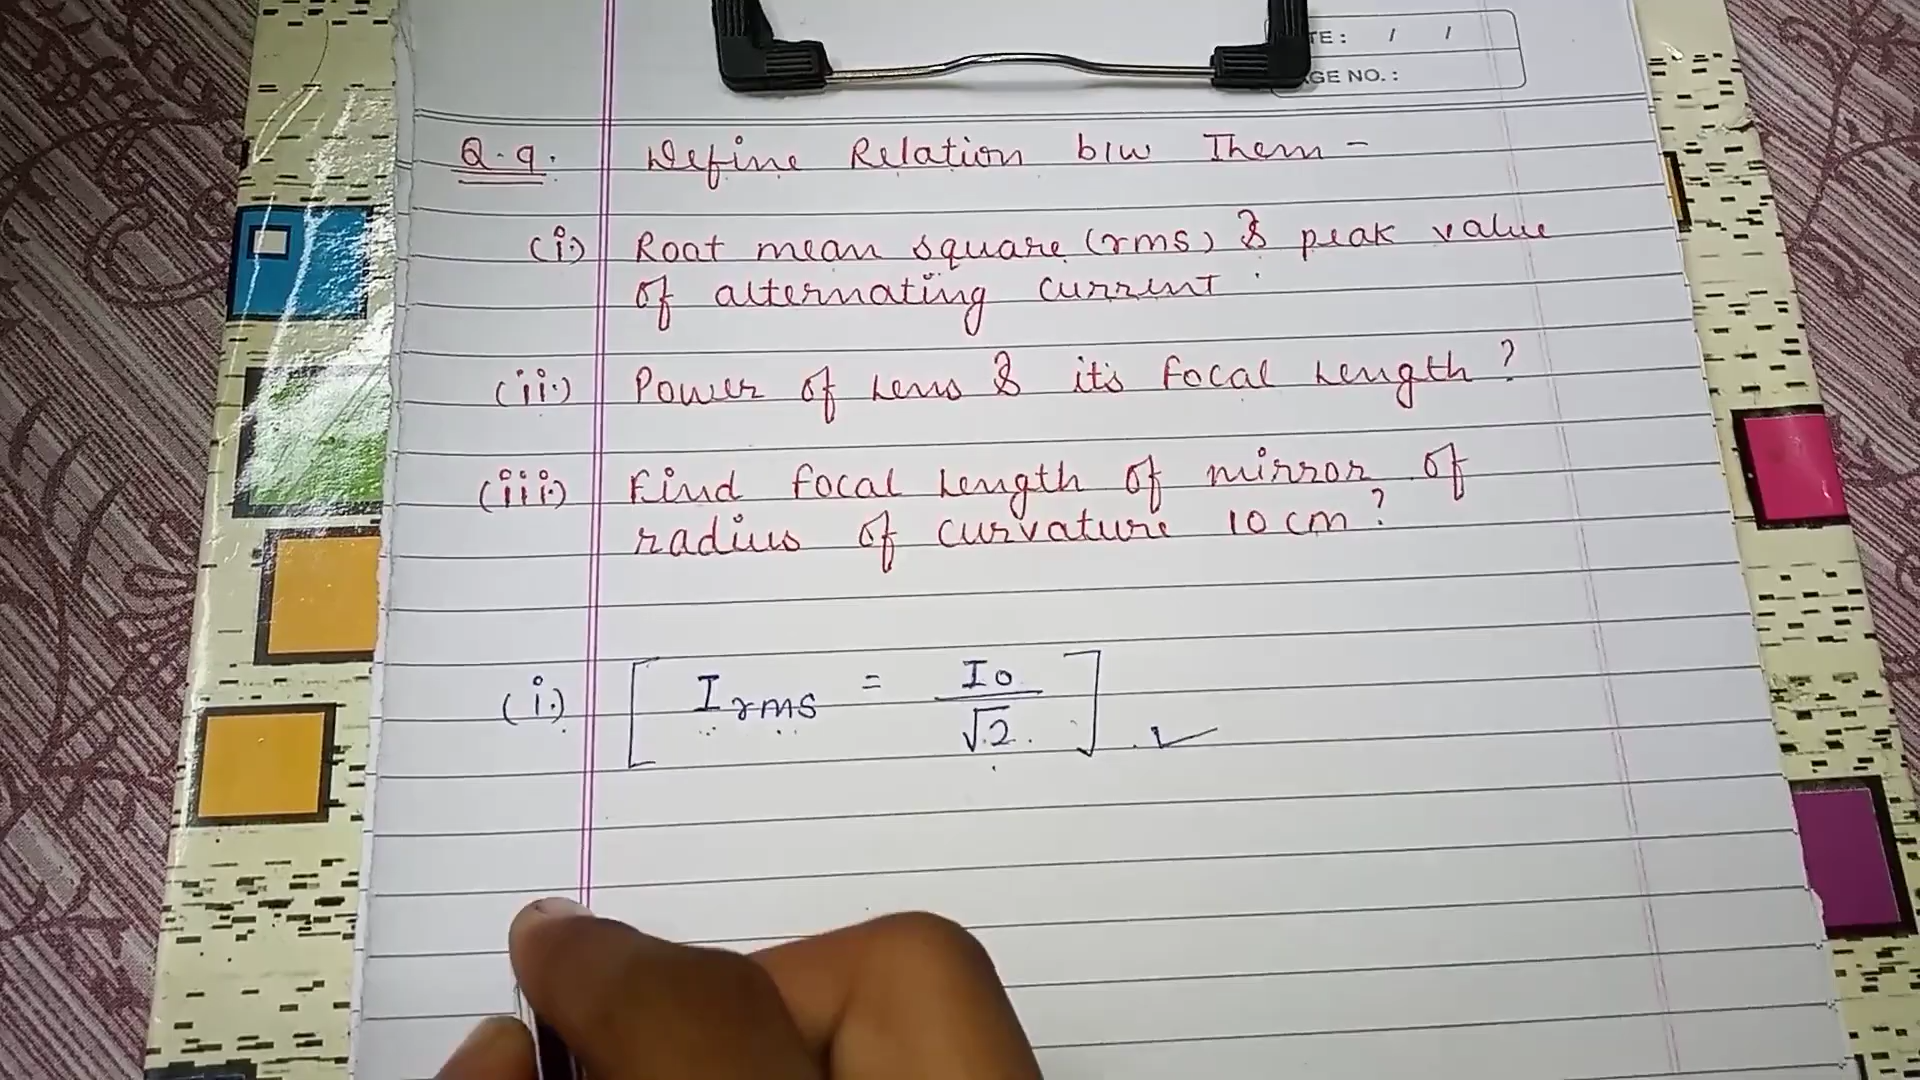 TE: / /
GE NO.:
Q.9. Define Relation b/w Them -
(i.) Root mean square (rms) & peak value
of alternating current.
(ii.) Power of Lens & it's focal Length?
(iii.) Find focal Length of mirror of
radius of curvature 10 cm?
(i.) [ Irms = I0/√2 ] ✓